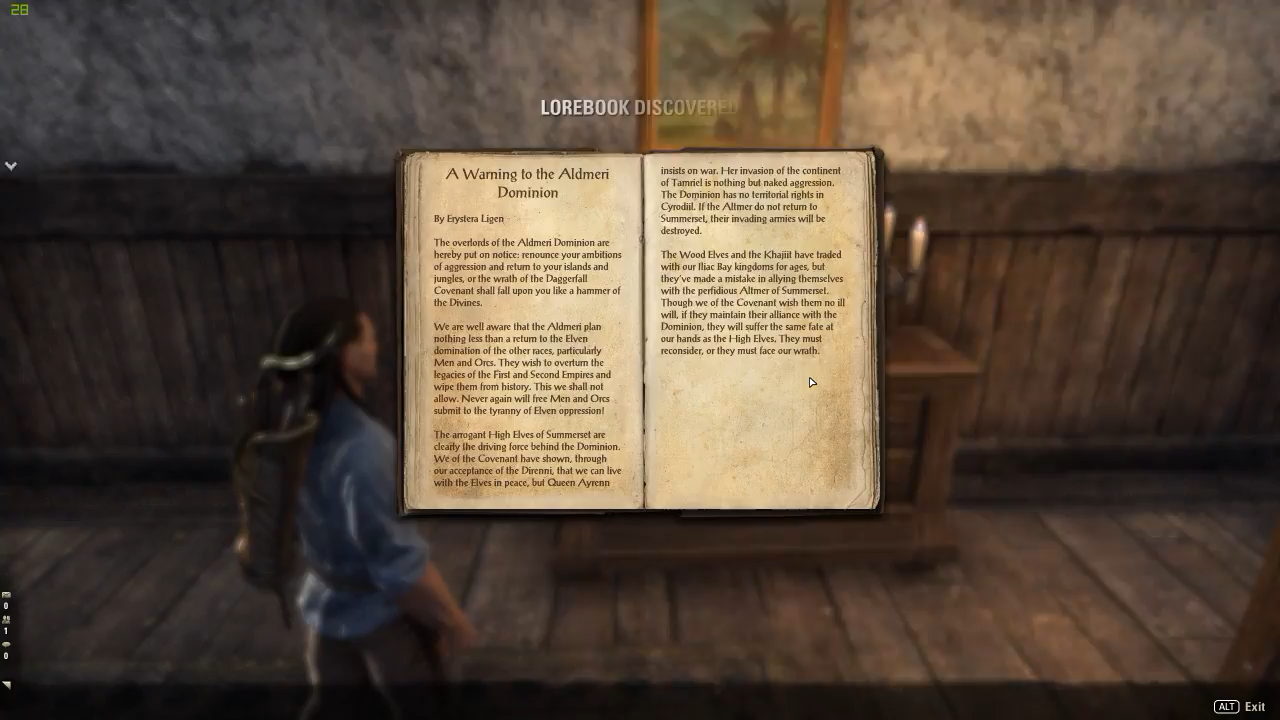 28
LOREBOOK DISCOVERED
A Warning to the Aldmeri
Dominion
By Erystera Ligen
The overlords of the Aldmeri Dominion are
hereby put on notice: renounce your ambitions
of aggression and return to your islands and
jungles, or the wrath of the Daggerfall
Covenant shall fall upon you like a hammer of
the Divines.
We are well aware that the Aldmeri plan
nothing less than a return to the Elven
domination of the other races, particularly
Men and Orcs. They wish to overturn the
legacies of the First and Second Empires and
wipe them from history. This we shall not
allow. Never again will free Men and Orcs
submit to the tyranny of Elven oppression!
The arrogant High Elves of Summerset are
clearly the driving force behind the Dominion.
We of the Covenant have shown, through
our acceptance of the Direnni, that we can live
with the Elves in peace, but Queen Ayrenn
insists on war. Her invasion of the continent
of Tamriel is nothing but naked aggression.
The Dominion has no territorial rights in
Cyrodiil. If the Altmer do not return to
Summerset, their invading armies will be
destroyed.
The Wood Elves and the Khajiit have traded
with our Iliac Bay kingdoms for ages, but
they've made a mistake in allying themselves
with the perfidious Altmer of Summerset.
Though we of the Covenant wish them no ill
will, if they maintain their alliance with the
Dominion, they will suffer the same fate at
our hands as the High Elves. They must
reconsider, or they must face our wrath.
0
1
0
ALT Exit